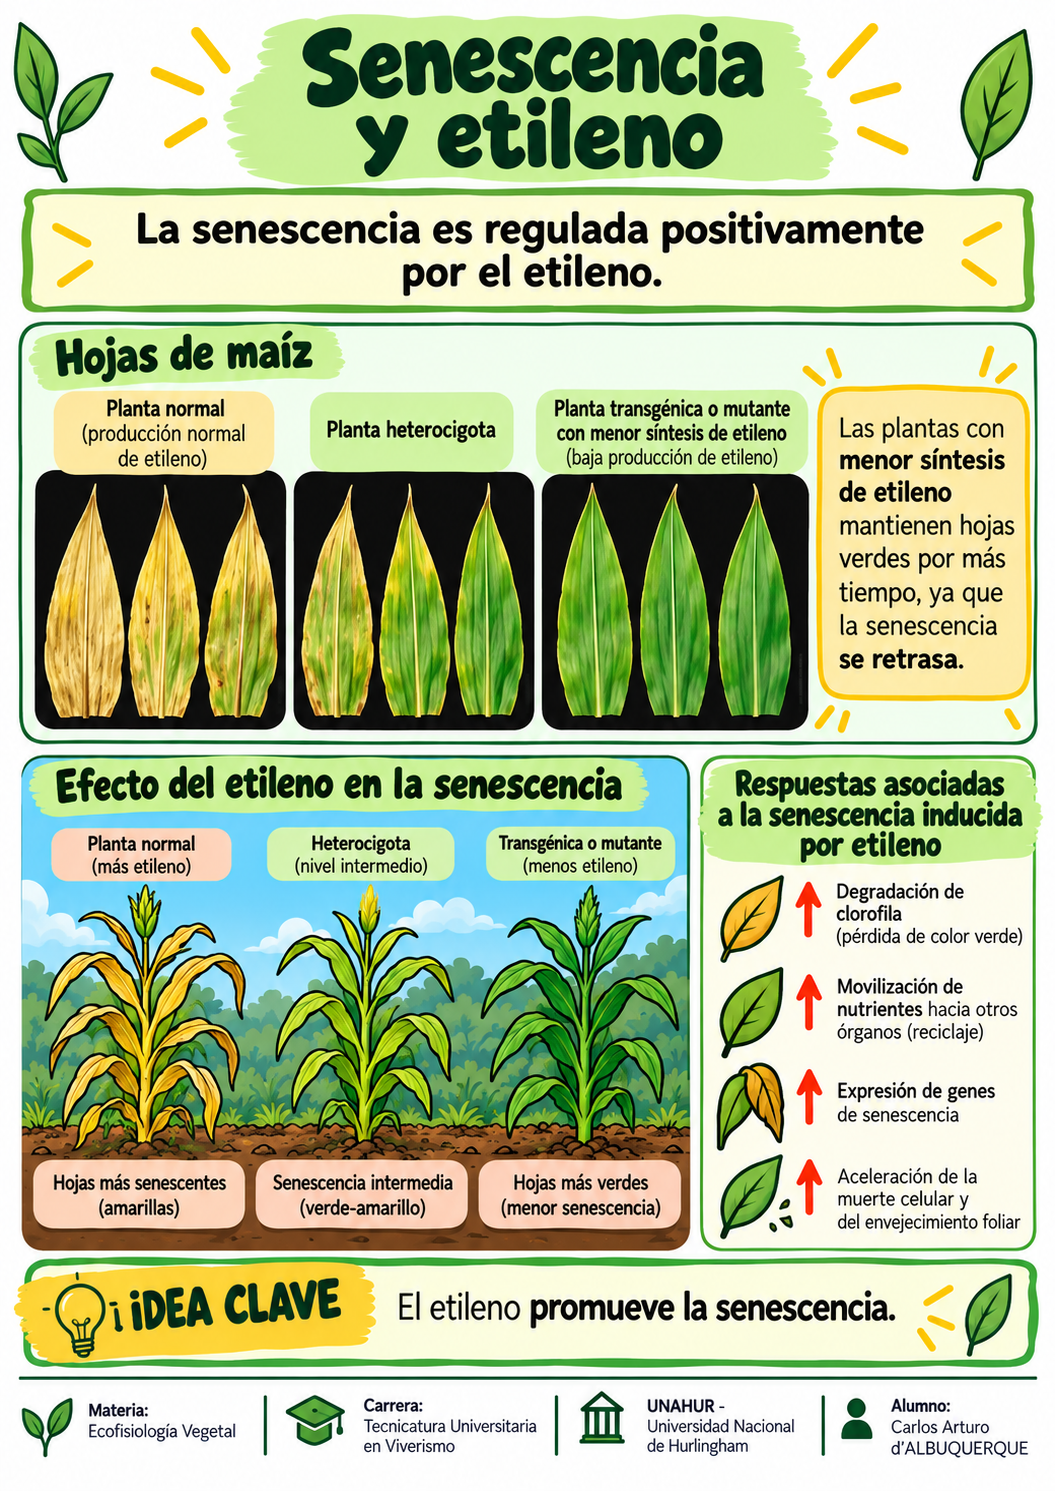 Senescencia
y etileno
La senescencia es regulada positivamente
por el etileno.
Hojas de maíz
Planta normal
(producción normal
de etileno)
Planta heterocigota
Planta transgénica o mutante
con menor síntesis de etileno
(baja producción de etileno)
Las plantas con
menor síntesis
de etileno
mantienen hojas
verdes por más
tiempo, ya que
la senescencia
se retrasa.
Efecto del etileno en la senescencia
Planta normal
(más etileno)
Heterocigota
(nivel intermedio)
Transgénica o mutante
(menos etileno)
Hojas más senescentes
(amarillas)
Senescencia intermedia
(verde-amarillo)
Hojas más verdes
(menor senescencia)
Respuestas asociadas
a la senescencia inducida
por etileno
Degradación de
clorofila
(pérdida de color verde)
Movilización de
nutrientes hacia otros
órganos (reciclaje)
Expresión de genes
de senescencia
Aceleración de la
muerte celular y
del envejecimiento foliar
¡ iDEA CLAVE
El etileno promueve la senescencia.
Materia:
Ecofisiología Vegetal
Carrera:
Tecnicatura Universitaria
en Viverismo
UNAHUR -
Universidad Nacional
de Hurlingham
Alumno:
Carlos Arturo
d'ALBUQUERQUE